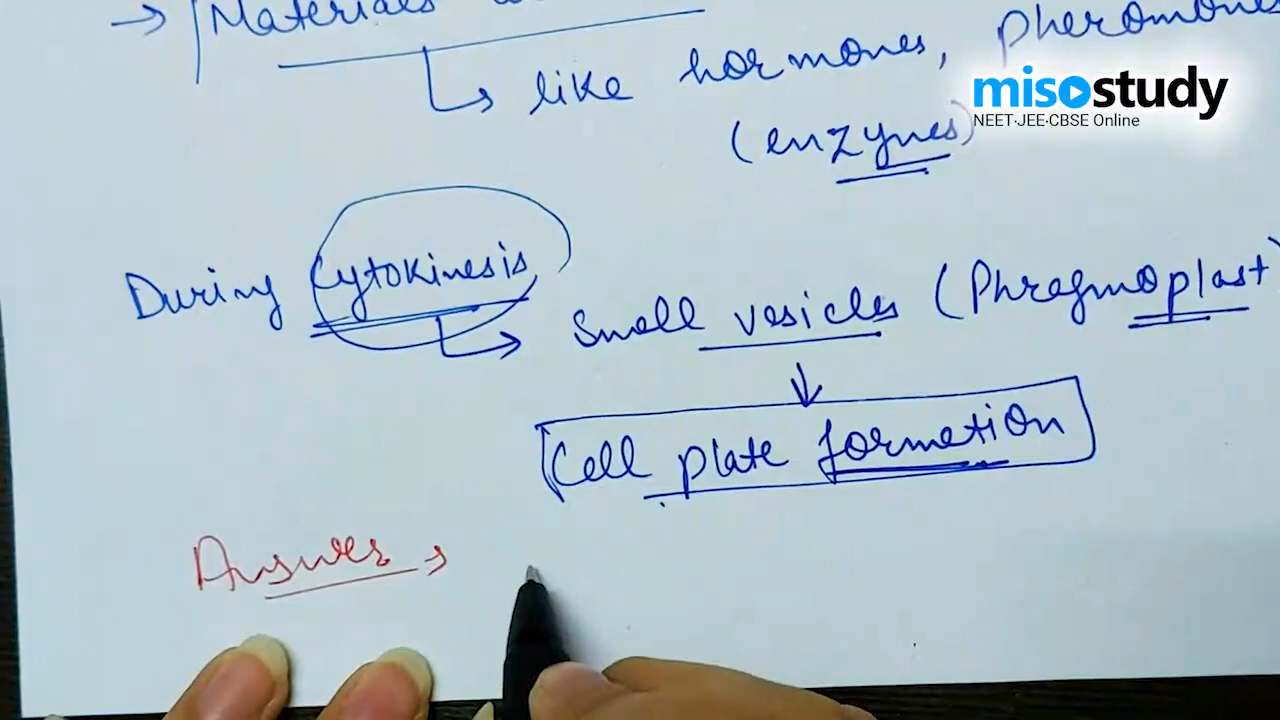 → Materials
like hormones, pheromones
(enzymes)
misostudy
NEET·JEE·CBSE Online
During Cytokinesis
Small vesicles (Phragmoplast
Cell plate formation
Answer →